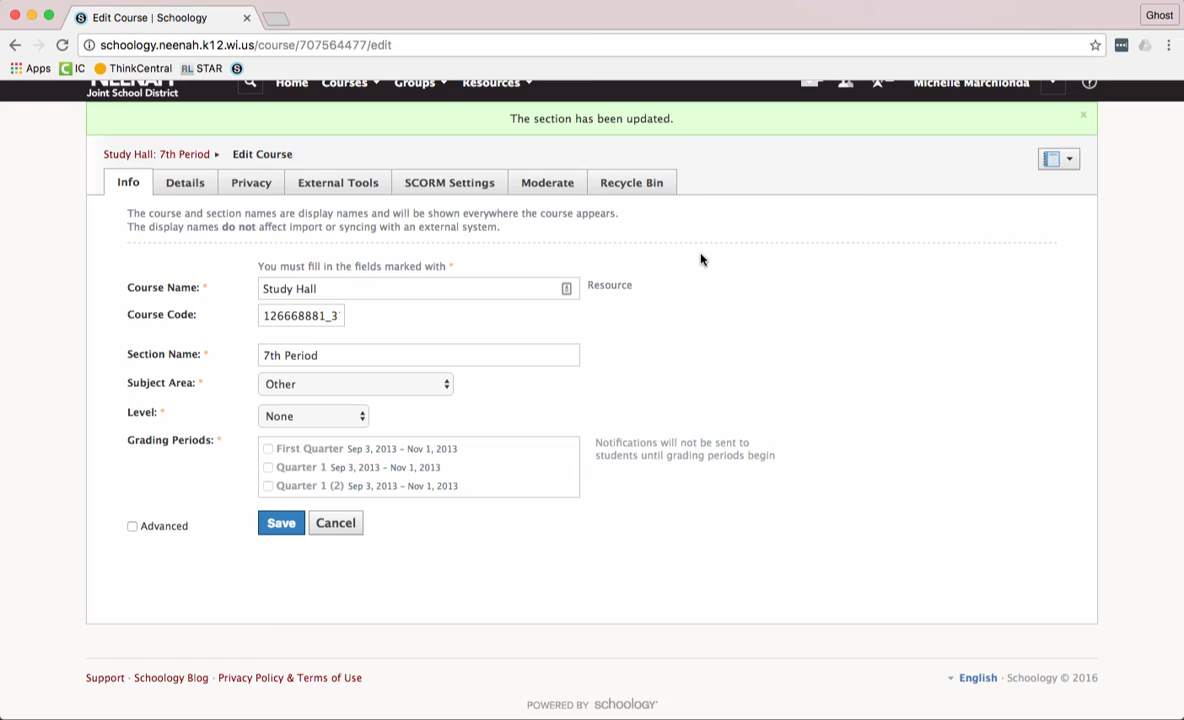 Edit Course | Schoology
Ghost
schoology.neenah.k12.wi.us/course/707564477/edit
Apps
IC
ThinkCentral
RL STAR
NEENAH
Joint School District
Home
Courses
Groups
Resources
Michelle Marchionda
The section has been updated.
Study Hall: 7th Period ▸ Edit Course
Info
Details
Privacy
External Tools
SCORM Settings
Moderate
Recycle Bin
The course and section names are display names and will be shown everywhere the course appears.
The display names do not affect import or syncing with an external system.
You must fill in the fields marked with *
Course Name: *
Study Hall
Resource
Course Code:
126668881_3
Section Name: *
7th Period
Subject Area: *
Other
Level: *
None
Grading Periods: *
First Quarter Sep 3, 2013 – Nov 1, 2013
Quarter 1 Sep 3, 2013 – Nov 1, 2013
Quarter 1 (2) Sep 3, 2013 – Nov 1, 2013
Notifications will not be sent to
students until grading periods begin
Advanced
Save
Cancel
Support · Schoology Blog · Privacy Policy & Terms of Use
English · Schoology © 2016
POWERED BY schoology